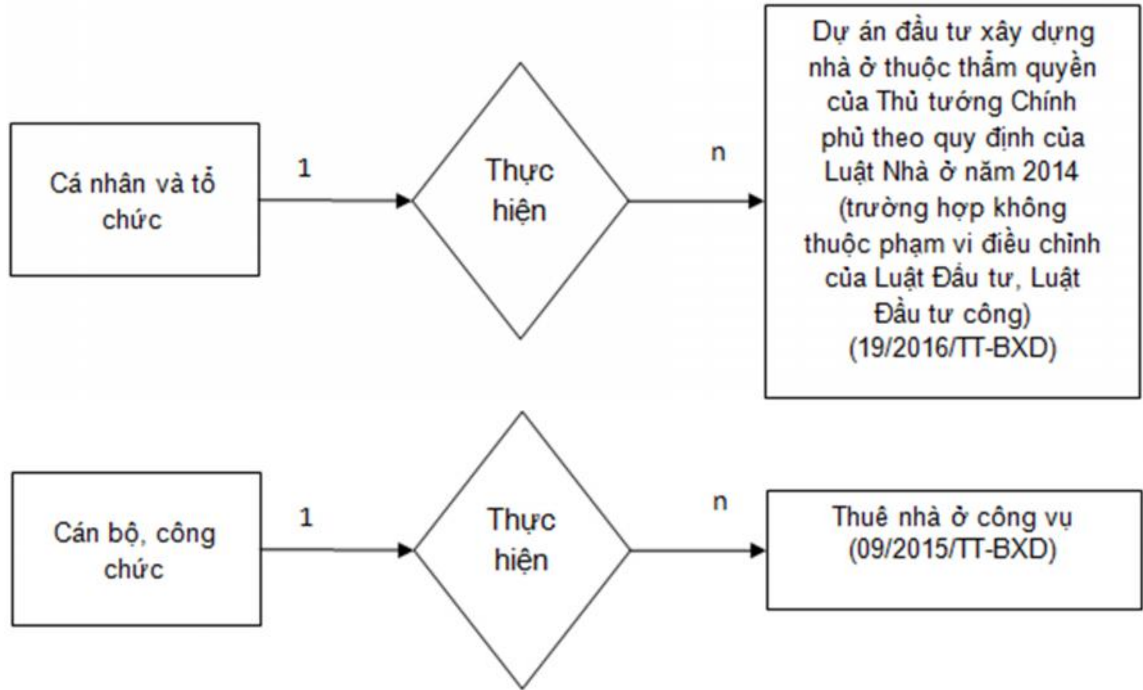 Cá nhân và tổ
chức
1
Thực
hiện
n
Dự án đầu tư xây dựng
nhà ở thuộc thẩm quyền
của Thủ tướng Chính
phủ theo quy định của
Luật Nhà ở năm 2014
(trường hợp không
thuộc phạm vi điều chỉnh
của Luật Đầu tư, Luật
Đầu tư công)
(19/2016/TT-BXD)
Cán bộ, công
chức
1
Thực
hiện
n
Thuê nhà ở công vụ
(09/2015/TT-BXD)